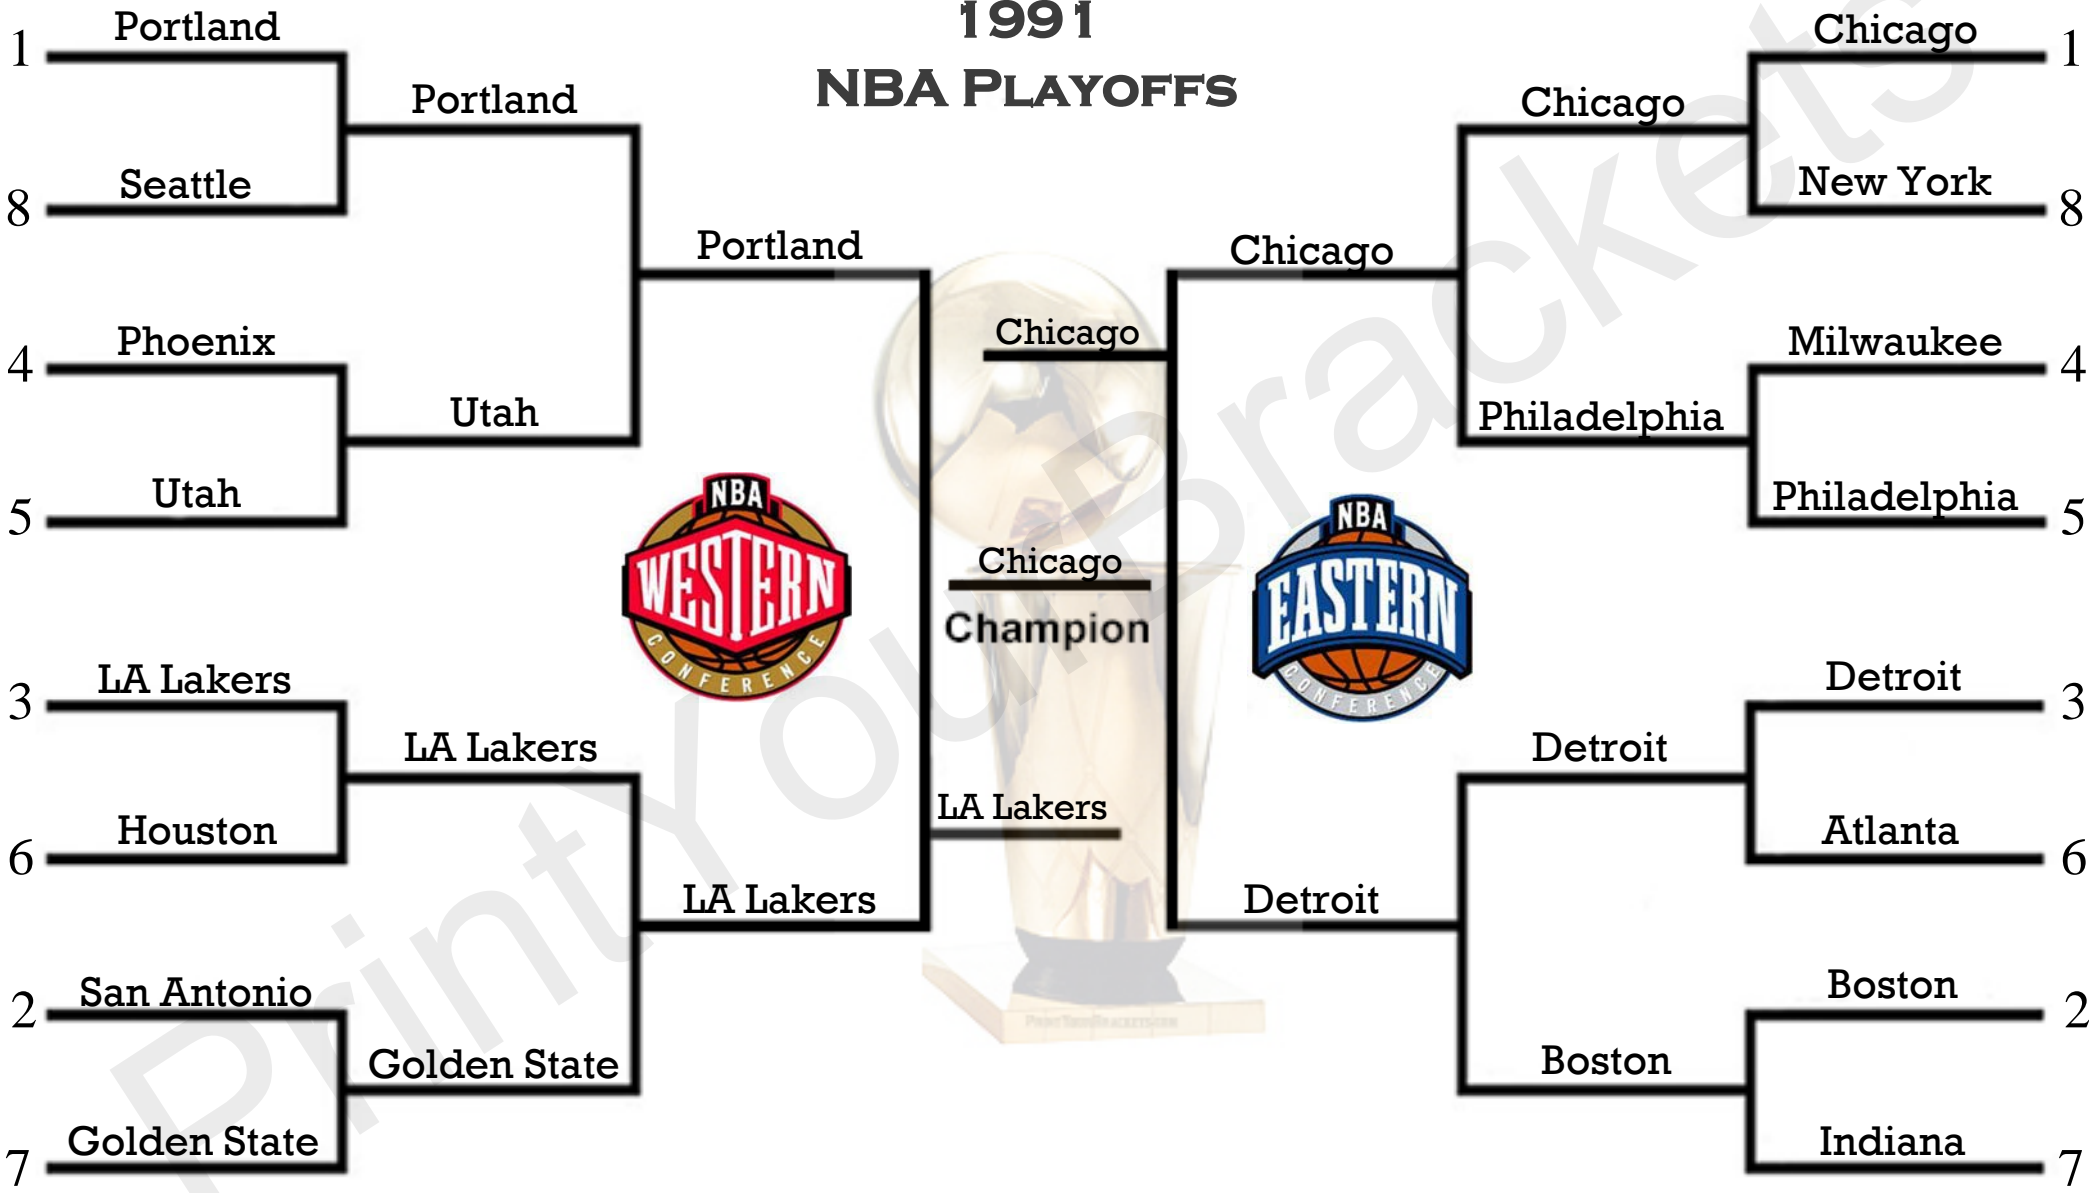 1991
NBA PLAYOFFS
1
Portland
8
Seattle
4
Phoenix
5
Utah
3
LA Lakers
6
Houston
2
San Antonio
7
Golden State
Portland
Utah
LA Lakers
Golden State
Portland
LA Lakers
NBA
WESTERN
CONFERENCE
Chicago
Chicago
Champion
LA Lakers
NBA
EASTERN
CONFERENCE
Chicago
Detroit
Chicago
Philadelphia
Detroit
Boston
Chicago
1
New York
8
Milwaukee
4
Philadelphia
5
Detroit
3
Atlanta
6
Boston
2
Indiana
7
PRINTYOURBRACKETS.COM
PrintYourBrackets